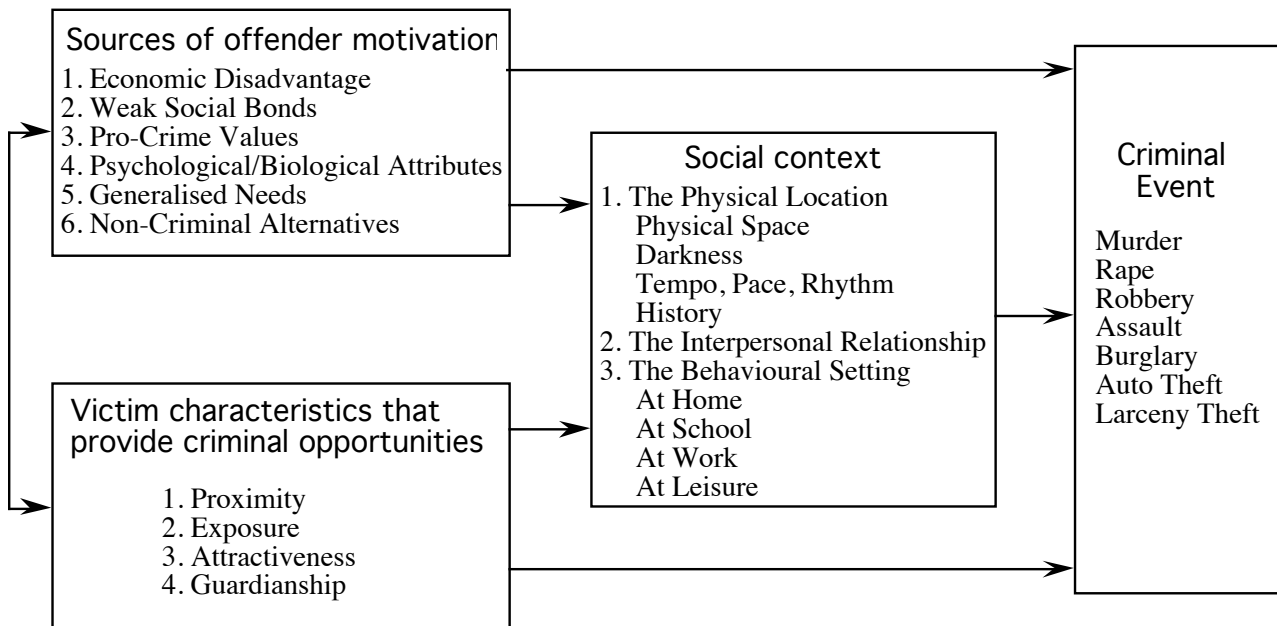 Sources of offender motivation
1. Economic Disadvantage
2. Weak Social Bonds
3. Pro-Crime Values
4. Psychological/Biological Attributes
5. Generalised Needs
6. Non-Criminal Alternatives
Victim characteristics that
provide criminal opportunities
1. Proximity
2. Exposure
3. Attractiveness
4. Guardianship
Social context
1. The Physical Location
Physical Space
Darkness
Tempo, Pace, Rhythm
History
2. The Interpersonal Relationship
3. The Behavioural Setting
At Home
At School
At Work
At Leisure
Criminal
Event
Murder
Rape
Robbery
Assault
Burglary
Auto Theft
Larceny Theft